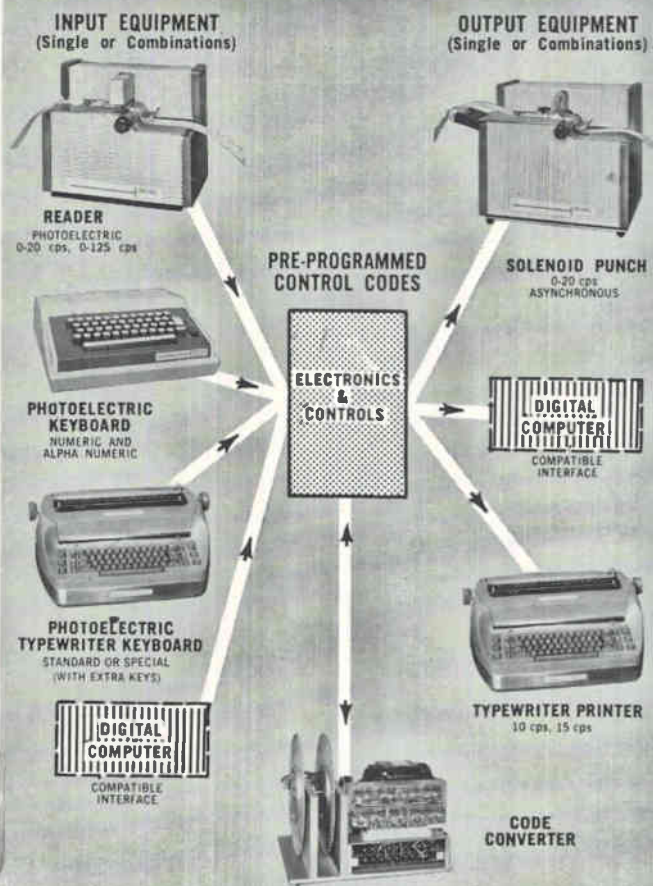 INPUT EQUIPMENT
(Single or Combinations)
READER
PHOTOELECTRIC
0-20 cps, 0-125 cps
PHOTOELECTRIC
KEYBOARD
NUMERIC AND
ALPHA NUMERIC
PHOTOELECTRIC
TYPEWRITER KEYBOARD
STANDARD OR SPECIAL
(WITH EXTRA KEYS)
DIGITAL
COMPUTER
COMPATIBLE
INTERFACE
PRE-PROGRAMMED
CONTROL CODES
ELECTRONICS
&
CONTROLS
OUTPUT EQUIPMENT
(Single or Combinations)
SOLENOID PUNCH
0-20 cps
ASYNCHRONOUS
DIGITAL
COMPUTER
COMPATIBLE
INTERFACE
TYPEWRITER PRINTER
10 cps, 15 cps
CODE
CONVERTER